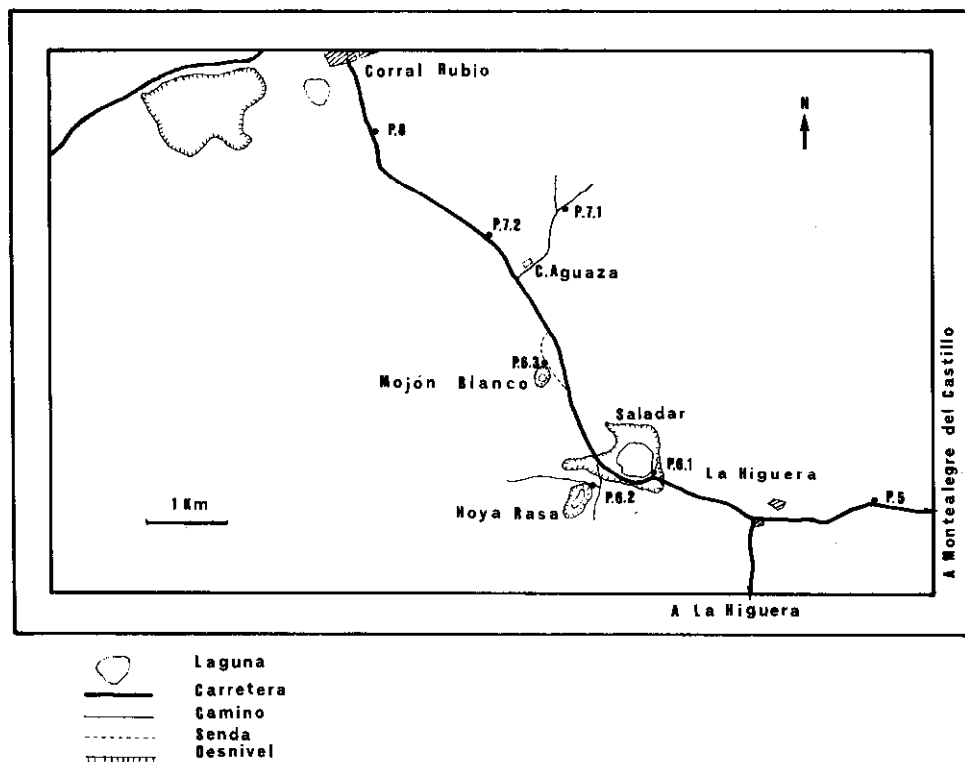 Corral Rubio
N
P.8
P.7.1
P.7.2
C.Aguaza
P.6.3
Mojón Blanco
Saladar
P.6.1
La Higuera
P.5
P.6.2
Hoya Rasa
1 Km
A La Higuera
A Montealegre del Castillo
Laguna
Carretera
Camino
Senda
Desnivel